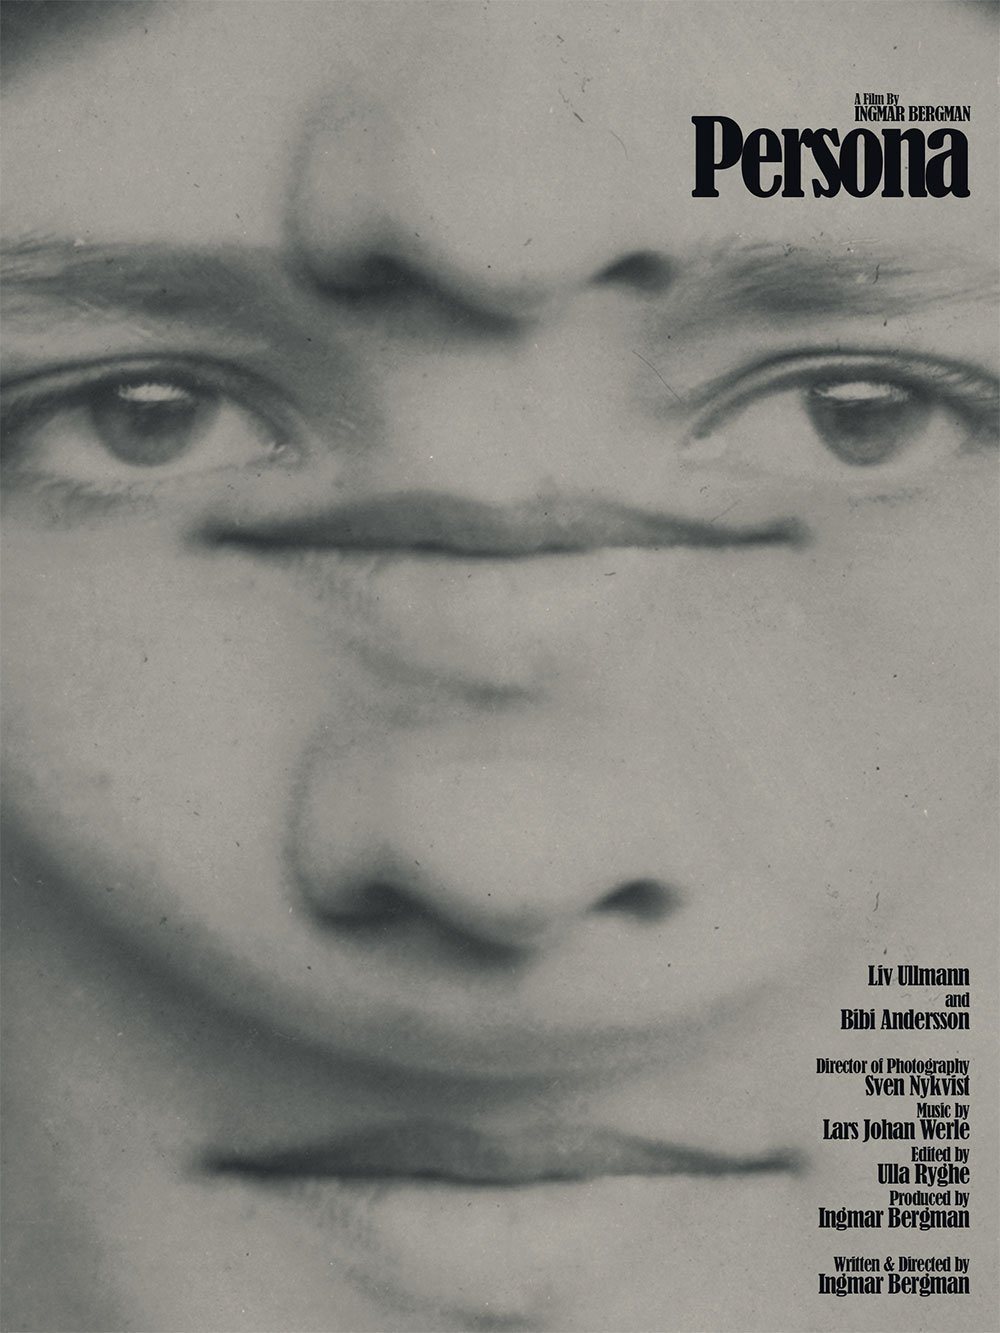 A Film By
INGMAR BERGMAN
Persona
Liv Ullmann
and
Bibi Andersson
Director of Photography
Sven Nykvist
Music by
Lars Johan Werle
Edited by
Ulla Ryghe
Produced by
Ingmar Bergman
Written & Directed by
Ingmar Bergman